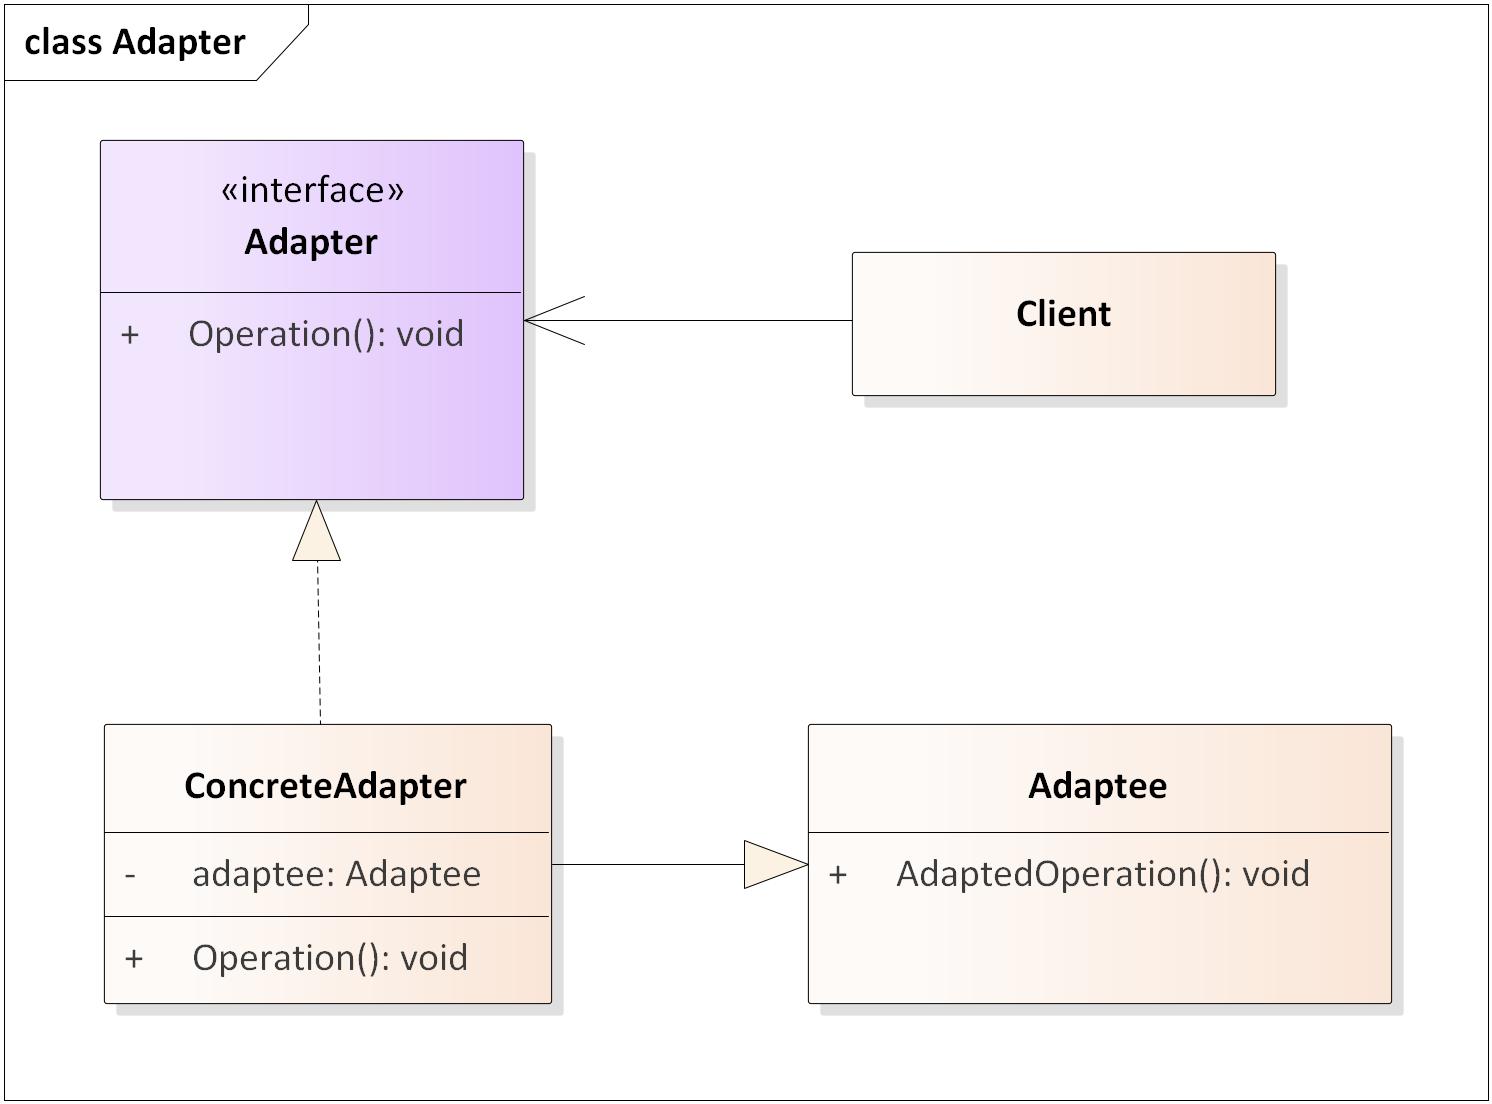 class Adapter
«interface»
Adapter
+ Operation(): void
Client
ConcreteAdapter
- adaptee: Adaptee
+ Operation(): void
Adaptee
+ AdaptedOperation(): void